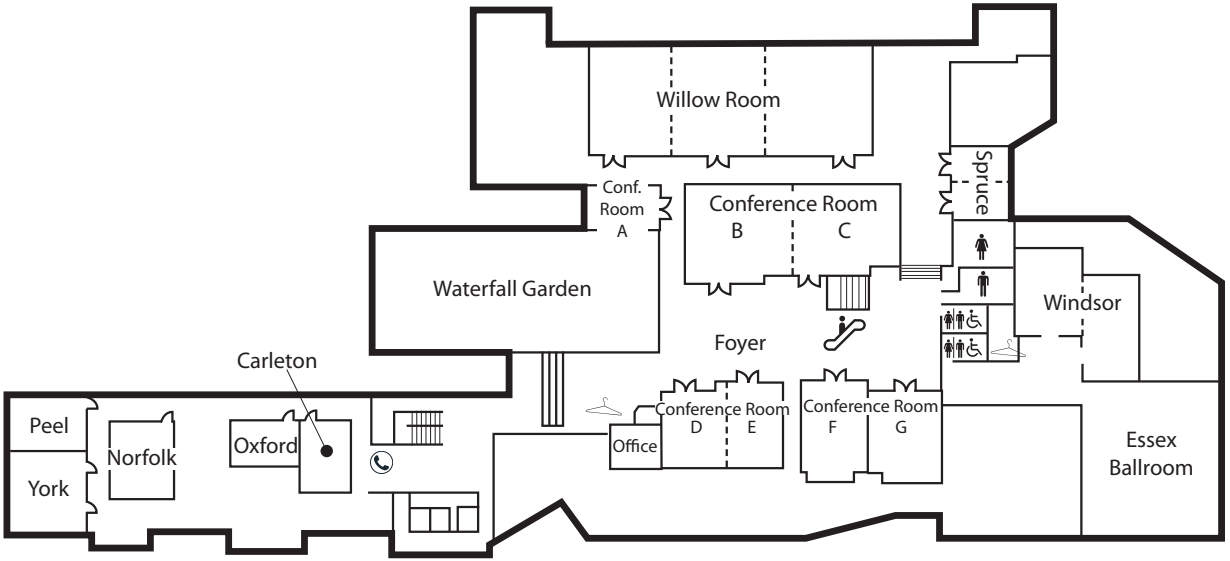 Willow Room
Spruce
Conf.
Room
A
Conference Room
B
C
Waterfall Garden
Windsor
Foyer
Carleton
Conference Room
D
E
Conference Room
F
G
Peel
Norfolk
Oxford
Office
Essex
Ballroom
York